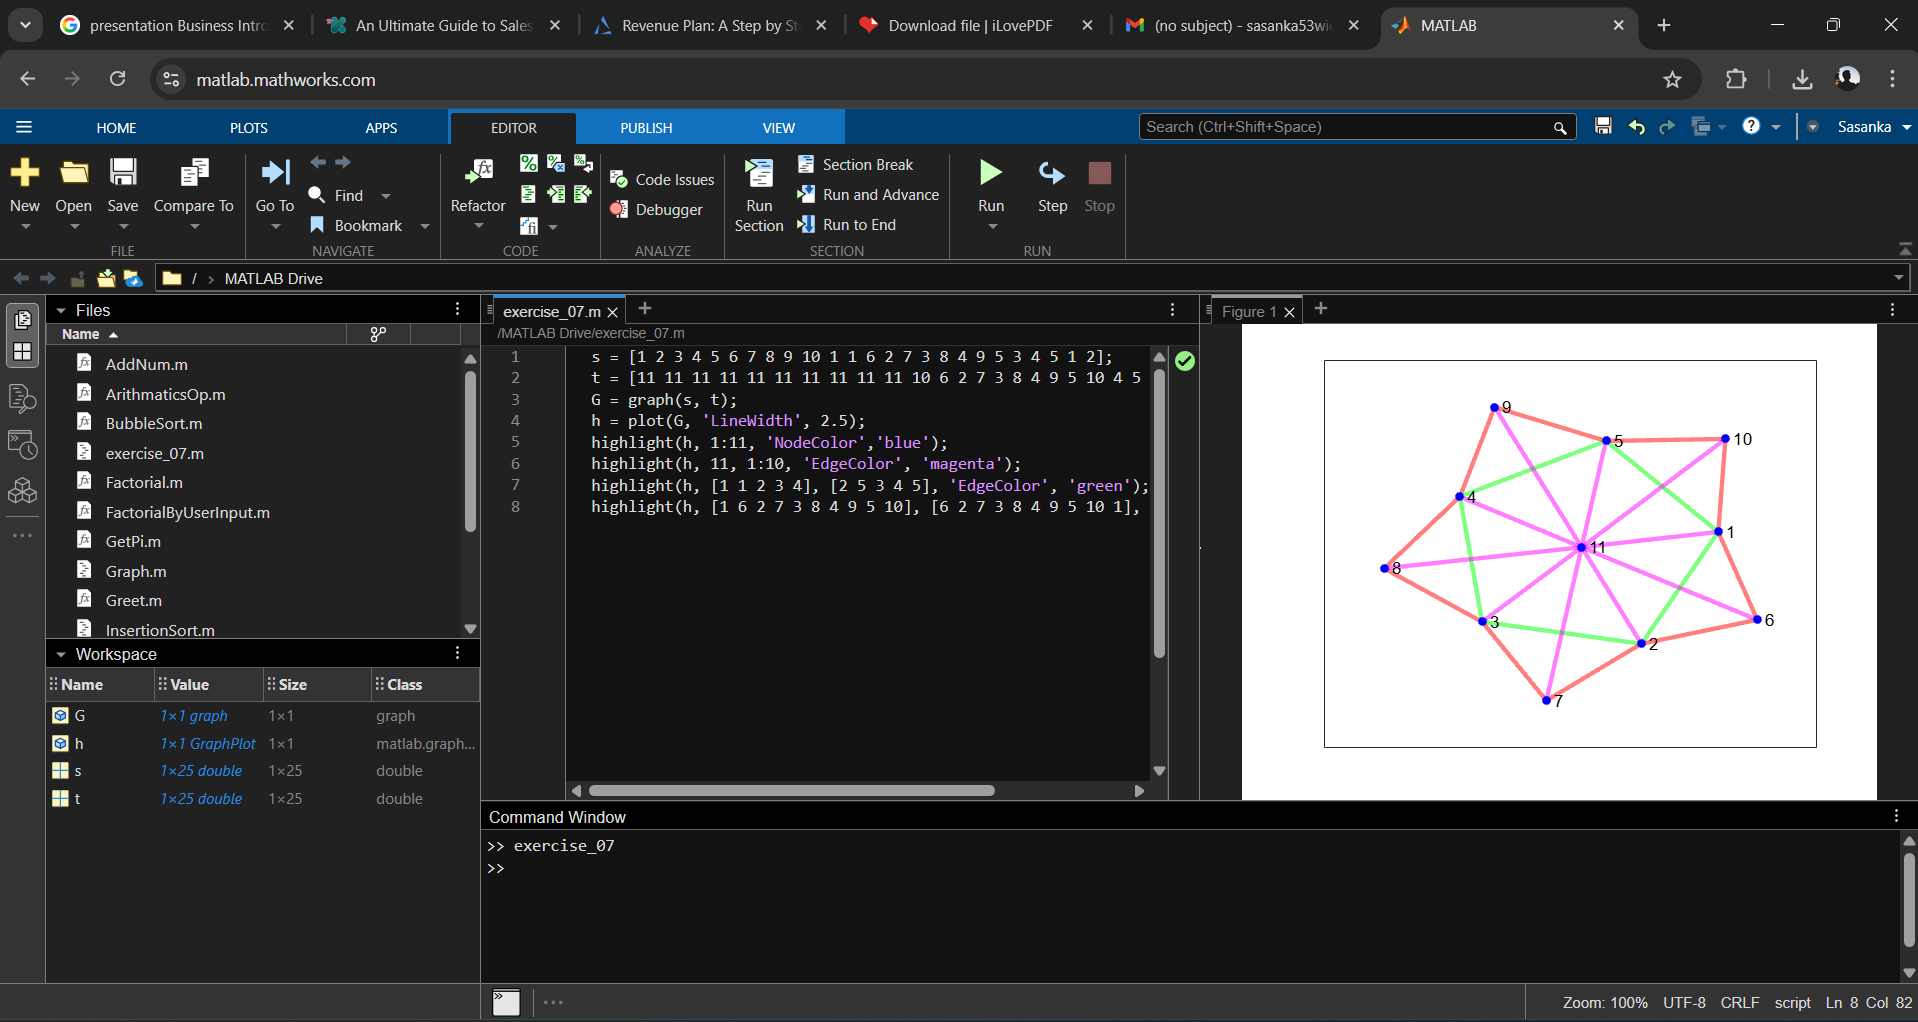 presentation Business Intro
An Ultimate Guide to Sales
Revenue Plan: A Step by St
Download file | iLovePDF
(no subject) - sasanka53wi
MATLAB
matlab.mathworks.com
HOME
PLOTS
APPS
EDITOR
PUBLISH
VIEW
Search (Ctrl+Shift+Space)
Sasanka
New
Open
Save
Compare To
FILE
Go To
Find
Bookmark
NAVIGATE
Refactor
CODE
Code Issues
Debugger
ANALYZE
Run
Section
Section Break
Run and Advance
Run to End
SECTION
Run
Step
Stop
RUN
/ › MATLAB Drive
Files
Name
AddNum.m
ArithmaticsOp.m
BubbleSort.m
exercise_07.m
Factorial.m
FactorialByUserInput.m
GetPi.m
Graph.m
Greet.m
InsertionSort.m
Workspace
Name Value Size Class
G 1×1 graph 1×1 graph
h 1×1 GraphPlot 1×1 matlab.graph...
s 1×25 double 1×25 double
t 1×25 double 1×25 double
exercise_07.m
/MATLAB Drive/exercise_07.m
1 s = [1 2 3 4 5 6 7 8 9 10 1 1 6 2 7 3 8 4 9 5 3 4 5 1 2];
2 t = [11 11 11 11 11 11 11 11 11 11 10 6 2 7 3 8 4 9 5 10 4 5
3 G = graph(s, t);
4 h = plot(G, 'LineWidth', 2.5);
5 highlight(h, 1:11, 'NodeColor','blue');
6 highlight(h, 11, 1:10, 'EdgeColor', 'magenta');
7 highlight(h, [1 1 2 3 4], [2 5 3 4 5], 'EdgeColor', 'green');
8 highlight(h, [1 6 2 7 3 8 4 9 5 10], [6 2 7 3 8 4 9 5 10 1],
Figure 1
9
5
10
4
1
11
8
3
6
2
7
Command Window
>> exercise_07
>>
Zoom: 100% UTF-8 CRLF script Ln 8 Col 82